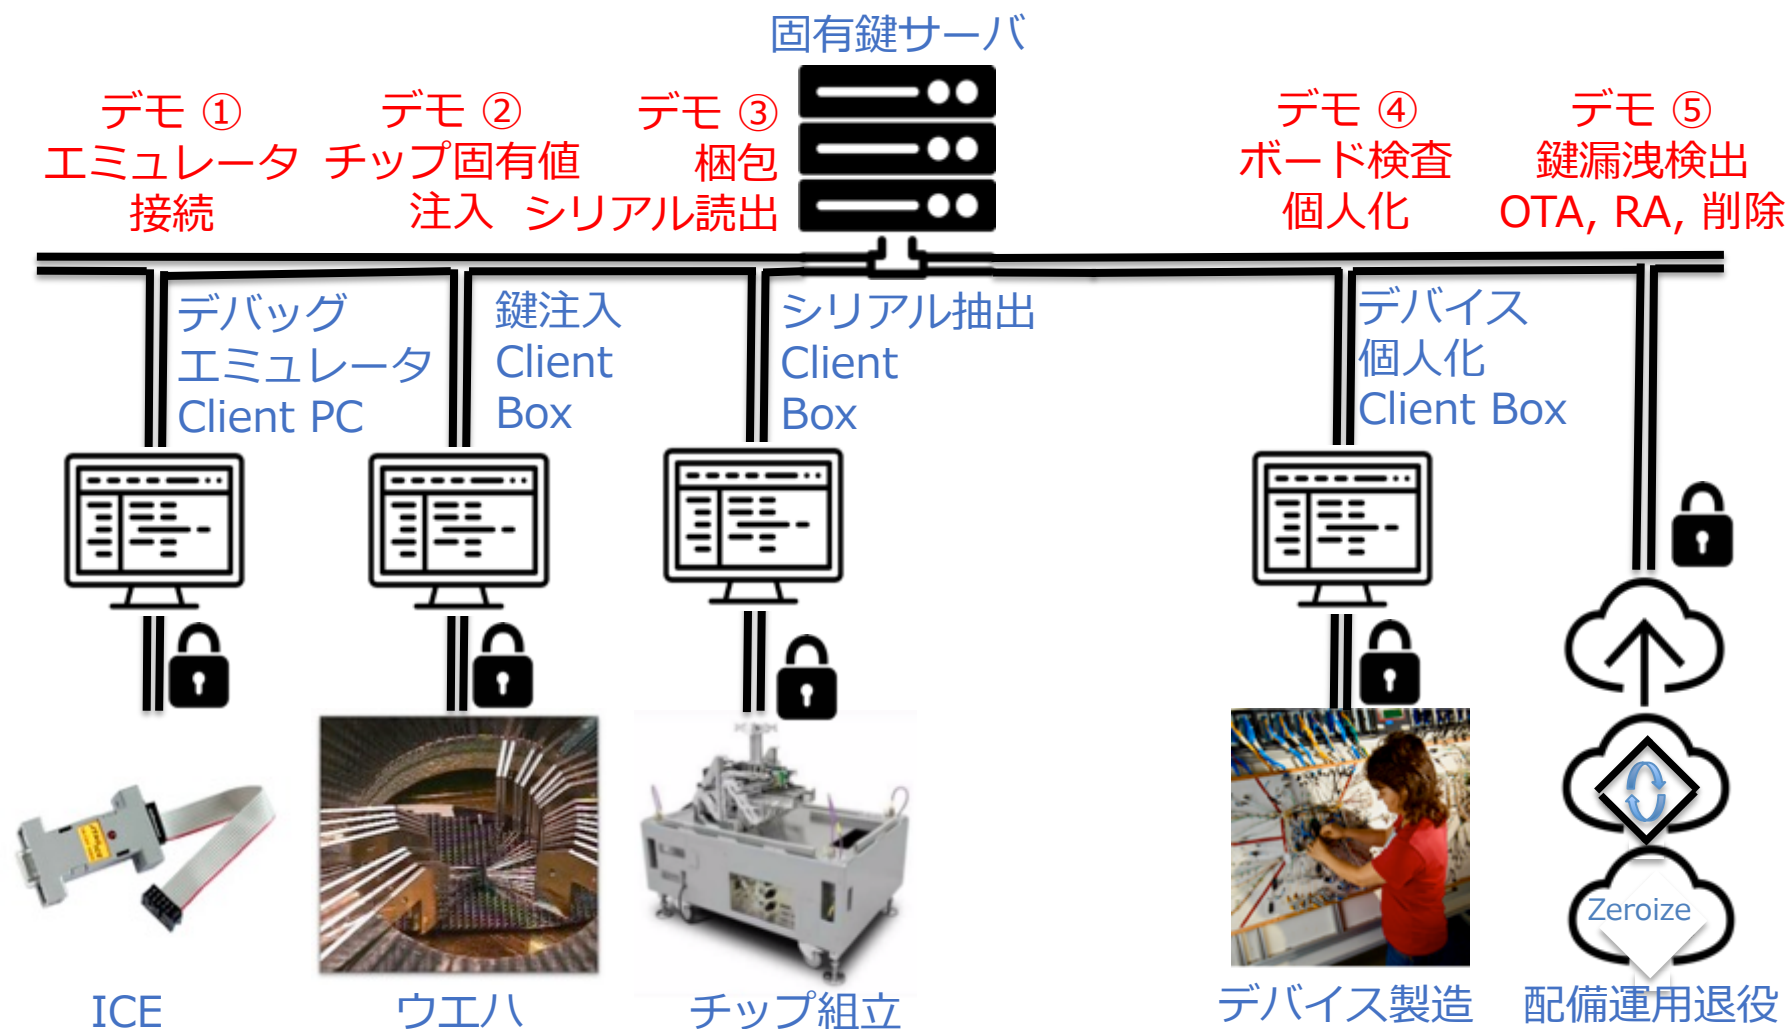 固有鍵サーバ
デモ ①
エミュレータ
接続
デモ ②
チップ固有値
注入
デモ ③
梱包
シリアル読出
デモ ④
ボード検査
個人化
デモ ⑤
鍵漏洩検出
OTA, RA, 削除
デバッグ
エミュレータ
Client PC
鍵注入
Client
Box
シリアル抽出
Client
Box
デバイス
個人化
Client Box
Zeroize
ICE
ウエハ
チップ組立
デバイス製造
配備運用退役